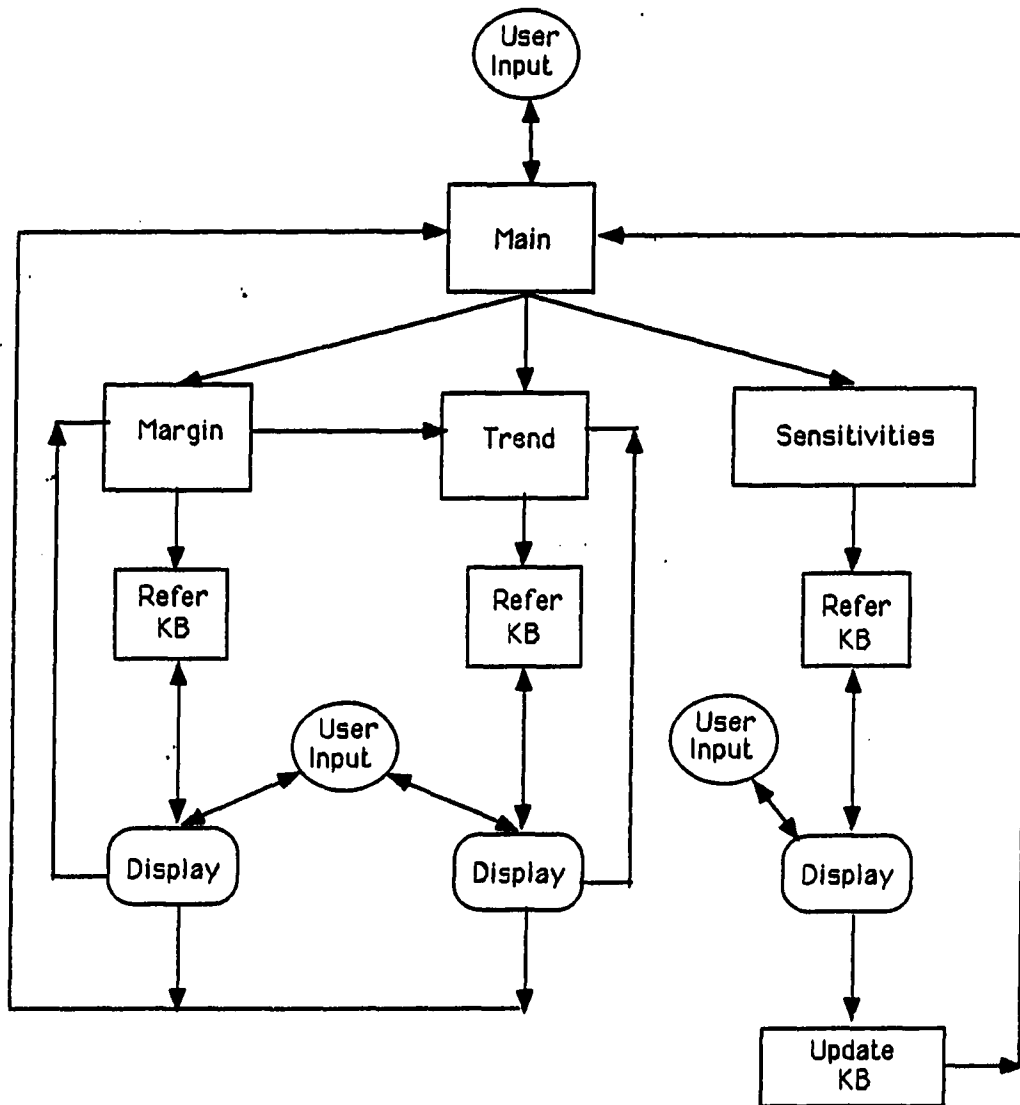 User
Input
Main
Margin
Trend
Sensitivities
Refer
KB
Refer
KB
Refer
KB
User
Input
User
Input
Display
Display
Display
Update
KB